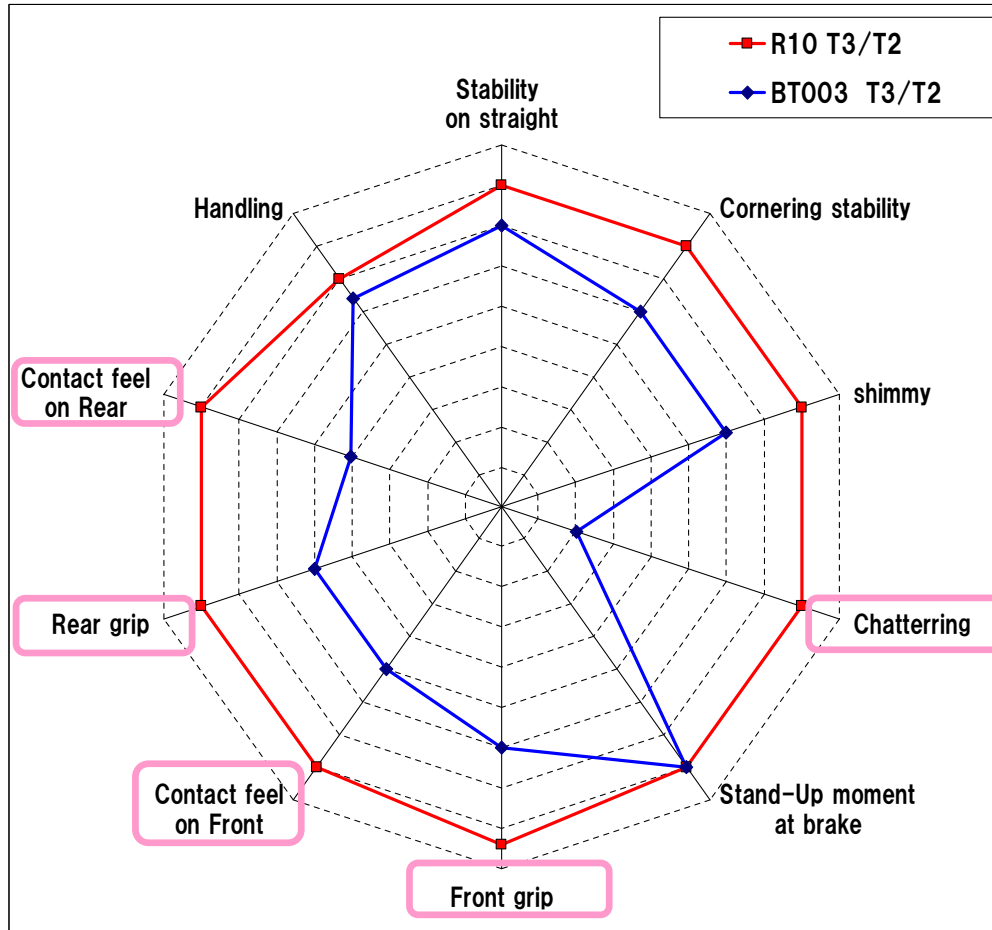 R10 T3/T2
BT003 T3/T2
Stability
on straight
Handling
Cornering stability
Contact feel
on Rear
shimmy
Rear grip
Chatterring
Contact feel
on Front
Stand-Up moment
at brake
Front grip